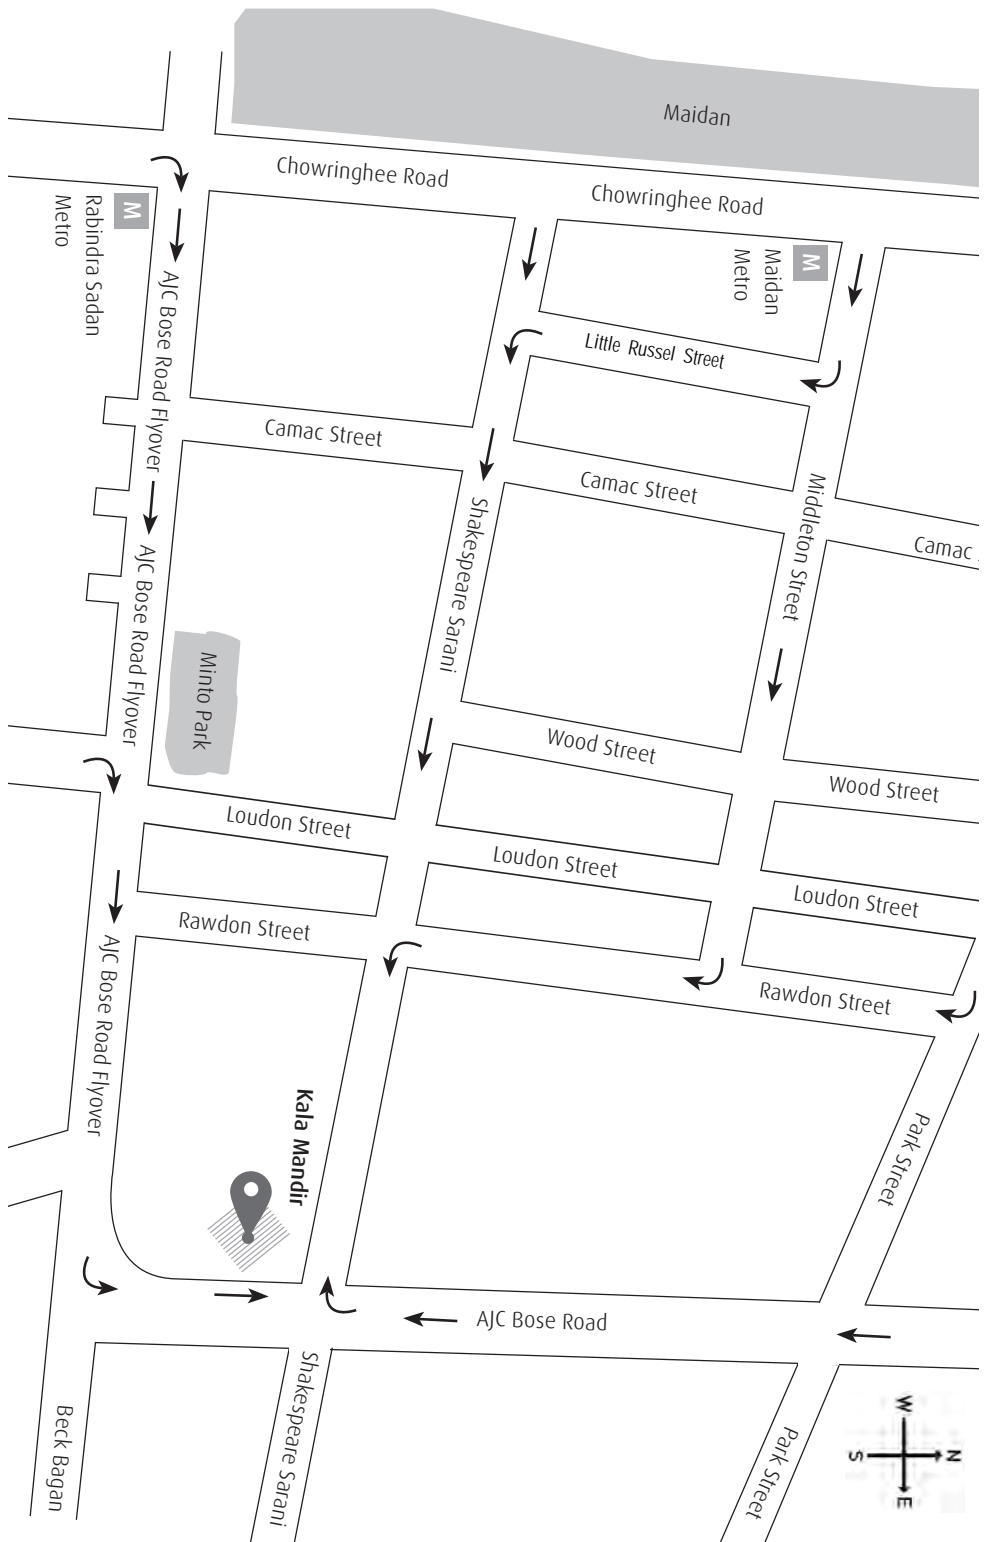 Maidan
Chowringhee Road
Chowringhee Road
M
Rabindra Sadan
Metro
M
Maidan
Metro
AJC Bose Road Flyover
Little Russel Street
Camac Street
Camac Street
Camac
Middleton Street
Shakespeare Sarani
AJC Bose Road Flyover
Minto Park
Wood Street
Wood Street
Loudon Street
Loudon Street
Loudon Street
Rawdon Street
Rawdon Street
AJC Bose Road Flyover
Kala Mandir
Park Street
AJC Bose Road
Shakespeare Sarani
Beck Bagan
Park Street
W
N
S
E